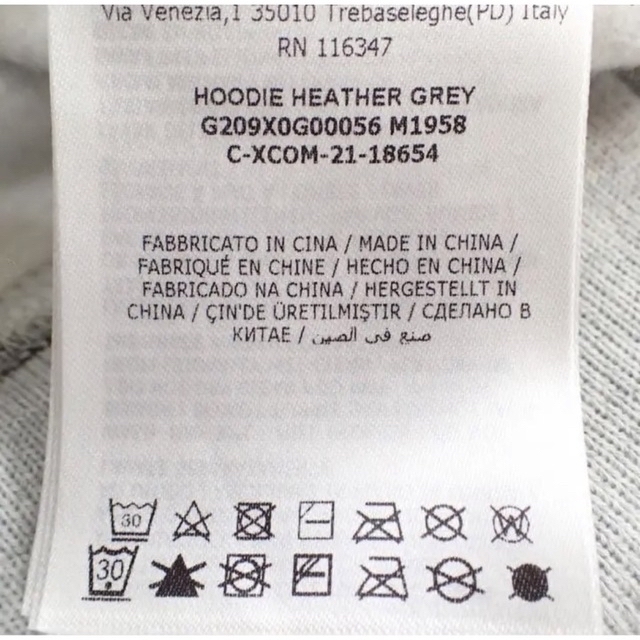 Via Venezia,1 35010 Trebaseleghe(PD) Italy
RN 116347
HOODIE HEATHER GREY
G209X0G00056 M1958
C-XCOM-21-18654
FABBRICATO IN CINA / MADE IN CHINA /
FABRIQUÉ EN CHINE / HECHO EN CHINA /
FABRICADO NA CHINA / HERGESTELLT IN
CHINA / ÇIN'DE ÜRETILMIŞTIR / СДЕЛАНО В
КИТАЕ / صنع في الصين
30 W
30